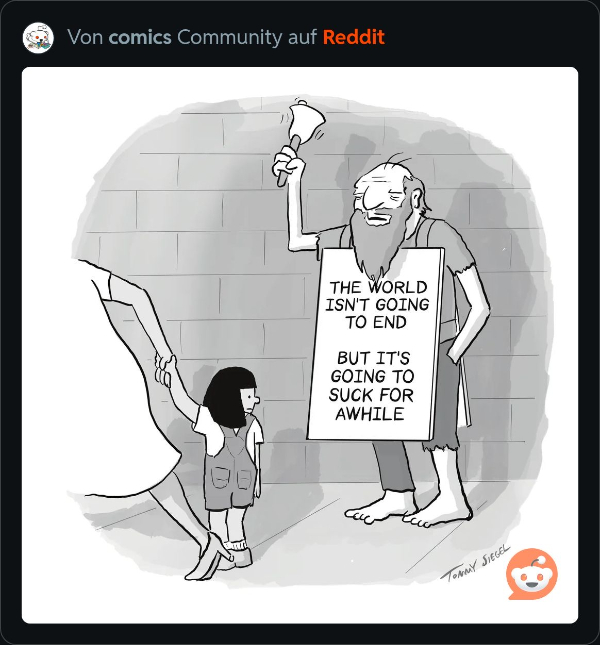 Von comics Community auf Reddit
THE WORLD
ISN'T GOING
TO END
BUT IT'S
GOING TO
SUCK FOR
AWHILE
TOMMY SIEGEL